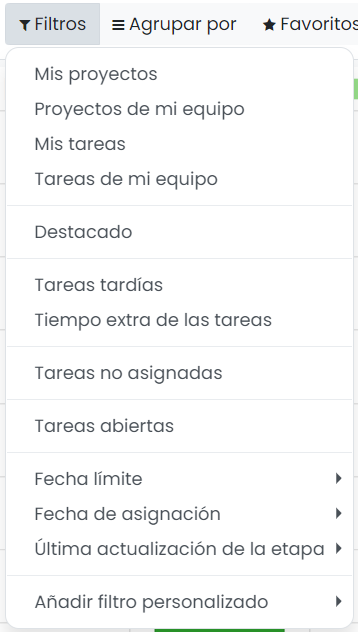 Filtros Agrupar por Favoritos
Mis proyectos
Proyectos de mi equipo
Mis tareas
Tareas de mi equipo
Destacado
Tareas tardías
Tiempo extra de las tareas
Tareas no asignadas
Tareas abiertas
Fecha límite
Fecha de asignación
Última actualización de la etapa
Añadir filtro personalizado